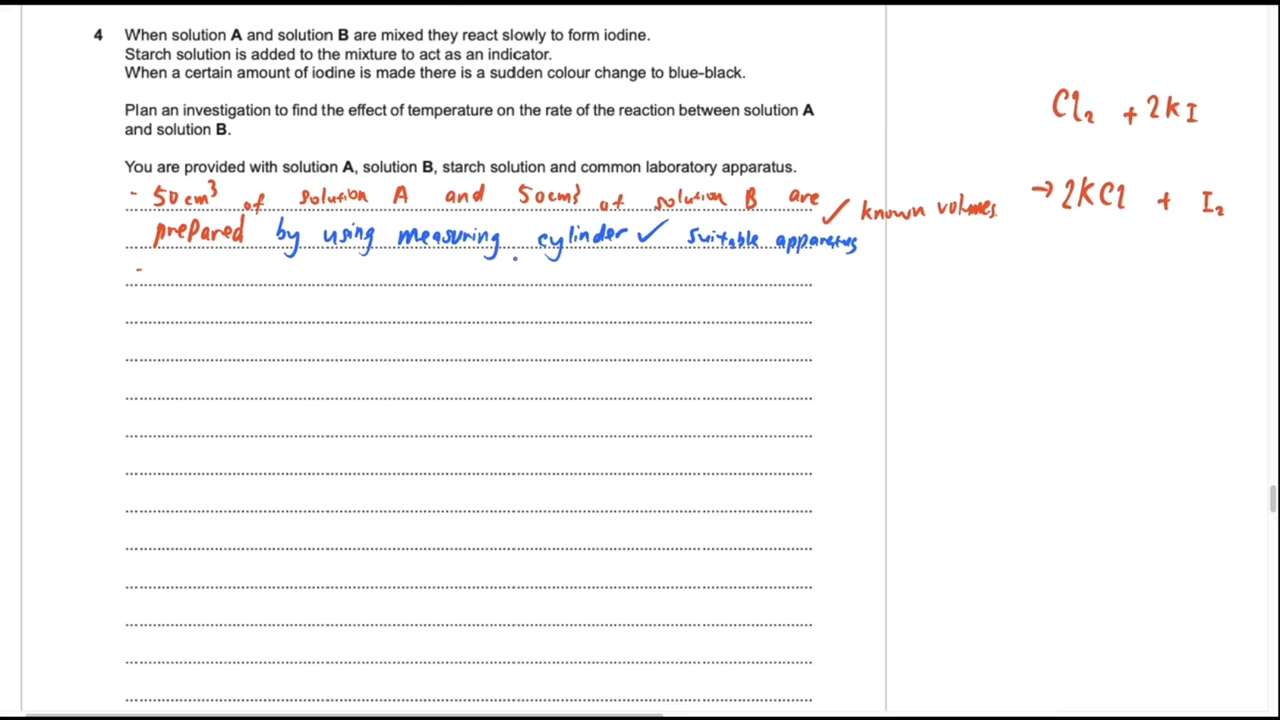 4 When solution A and solution B are mixed they react slowly to form iodine.
Starch solution is added to the mixture to act as an indicator.
When a certain amount of iodine is made there is a sudden colour change to blue-black.
Plan an investigation to find the effect of temperature on the rate of the reaction between solution A
and solution B.
You are provided with solution A, solution B, starch solution and common laboratory apparatus.
- 50 cm³ of solution A and 50cm³ of solution B are ✓ known volumes.
prepared by using measuring cylinder ✓ suitable apparatus
-
Cl₂ + 2KI
→ 2KCl + I₂